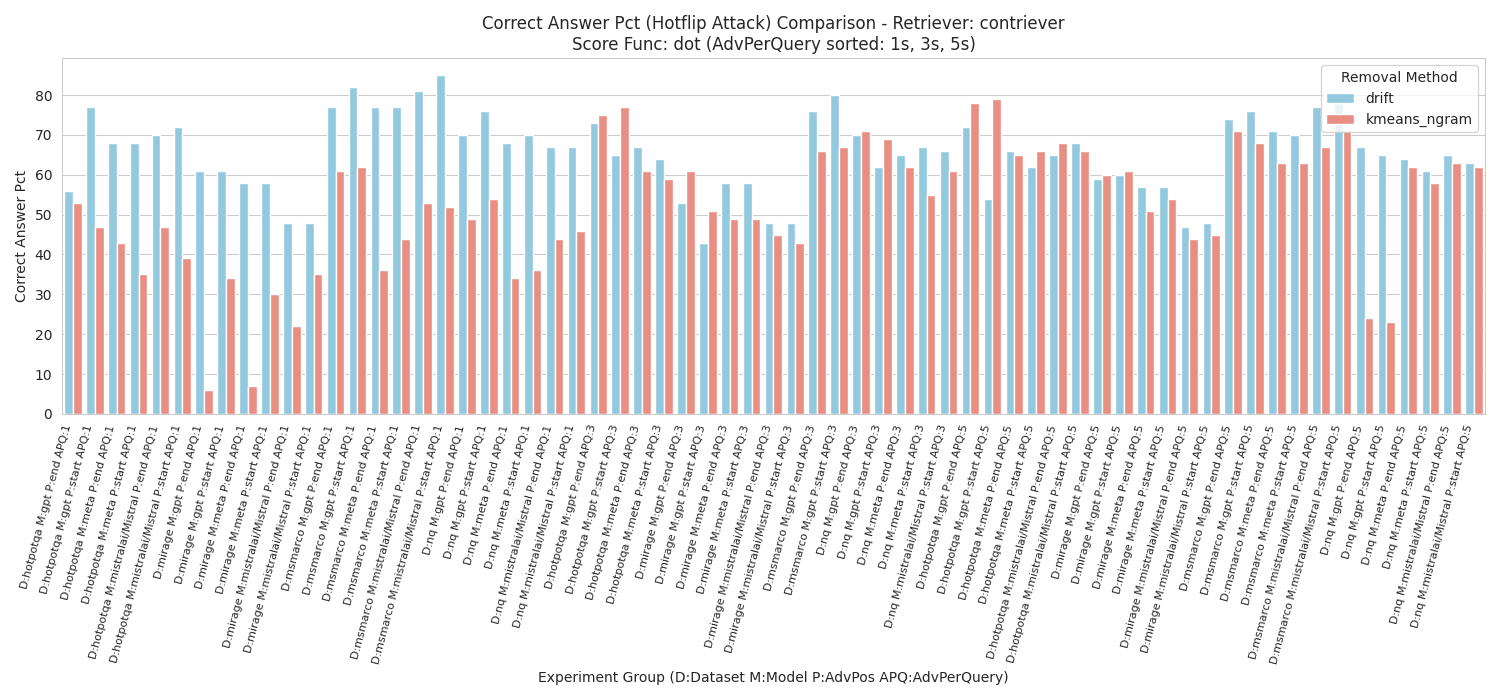 Correct Answer Pct (Hotflip Attack) Comparison - Retriever: contriever
Score Func: dot (AdvPerQuery sorted: 1s, 3s, 5s)
Removal Method
drift
kmeans_ngram
Correct Answer Pct
80
70
60
50
40
30
20
10
0
D:hotpotqa M:gpt P:end APQ:1
D:hotpotqa M:gpt P:start APQ:1
D:hotpotqa M:meta P:end APQ:1
D:hotpotqa M:meta P:start APQ:1
D:hotpotqa M:mistralai/Mistral P:end APQ:1
D:hotpotqa M:mistralai/Mistral P:start APQ:1
D:mirage M:gpt P:end APQ:1
D:mirage M:gpt P:start APQ:1
D:mirage M:meta P:end APQ:1
D:mirage M:meta P:start APQ:1
D:mirage M:mistralai/Mistral P:end APQ:1
D:mirage M:mistralai/Mistral P:start APQ:1
D:msmarco M:gpt P:end APQ:1
D:msmarco M:gpt P:start APQ:1
D:msmarco M:meta P:end APQ:1
D:msmarco M:meta P:start APQ:1
D:msmarco M:mistralai/Mistral P:end APQ:1
D:msmarco M:mistralai/Mistral P:start APQ:1
D:nq M:gpt P:end APQ:1
D:nq M:gpt P:start APQ:1
D:nq M:meta P:end APQ:1
D:nq M:meta P:start APQ:1
D:nq M:mistralai/Mistral P:end APQ:1
D:nq M:mistralai/Mistral P:start APQ:1
D:hotpotqa M:gpt P:end APQ:3
D:hotpotqa M:gpt P:start APQ:3
D:hotpotqa M:meta P:end APQ:3
D:hotpotqa M:meta P:start APQ:3
D:mirage M:gpt P:end APQ:3
D:mirage M:gpt P:start APQ:3
D:mirage M:meta P:end APQ:3
D:mirage M:meta P:start APQ:3
D:mirage M:mistralai/Mistral P:end APQ:3
D:mirage M:mistralai/Mistral P:start APQ:3
D:msmarco M:gpt P:end APQ:3
D:msmarco M:gpt P:start APQ:3
D:nq M:gpt P:end APQ:3
D:nq M:gpt P:start APQ:3
D:nq M:meta P:end APQ:3
D:nq M:meta P:start APQ:3
D:nq M:mistralai/Mistral P:start APQ:3
D:hotpotqa M:gpt P:end APQ:5
D:hotpotqa M:gpt P:start APQ:5
D:hotpotqa M:meta P:end APQ:5
D:hotpotqa M:meta P:start APQ:5
D:hotpotqa M:mistralai/Mistral P:end APQ:5
D:hotpotqa M:mistralai/Mistral P:start APQ:5
D:mirage M:gpt P:end APQ:5
D:mirage M:gpt P:start APQ:5
D:mirage M:meta P:end APQ:5
D:mirage M:meta P:start APQ:5
D:mirage M:mistralai/Mistral P:end APQ:5
D:mirage M:mistralai/Mistral P:start APQ:5
D:msmarco M:gpt P:end APQ:5
D:msmarco M:gpt P:start APQ:5
D:msmarco M:meta P:end APQ:5
D:msmarco M:meta P:start APQ:5
D:msmarco M:mistralai/Mistral P:end APQ:5
D:msmarco M:mistralai/Mistral P:start APQ:5
D:nq M:gpt P:end APQ:5
D:nq M:gpt P:start APQ:5
D:nq M:meta P:end APQ:5
D:nq M:meta P:start APQ:5
D:nq M:mistralai/Mistral P:end APQ:5
D:nq M:mistralai/Mistral P:start APQ:5
Experiment Group (D:Dataset M:Model P:AdvPos APQ:AdvPerQuery)